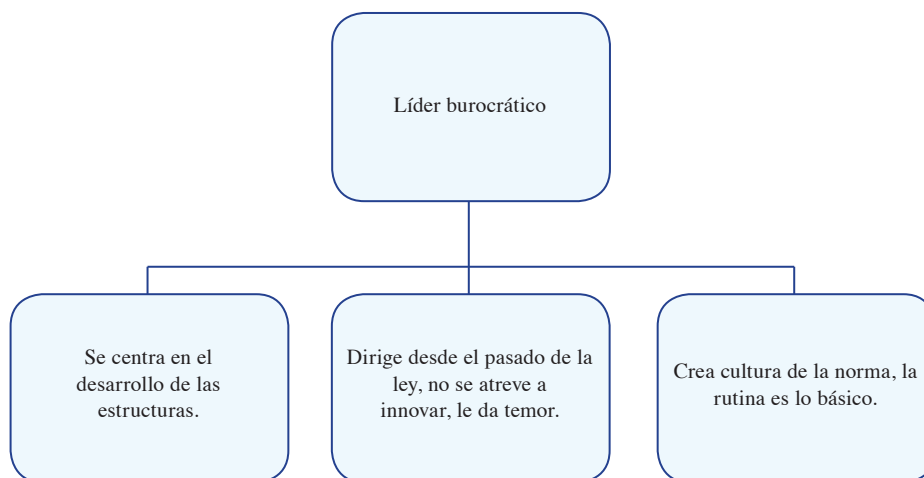 Líder burocrático
Se centra en el
desarrollo de las
estructuras.
Dirige desde el pasado de la
ley, no se atreve a
innovar, le da temor.
Crea cultura de la norma, la
rutina es lo básico.